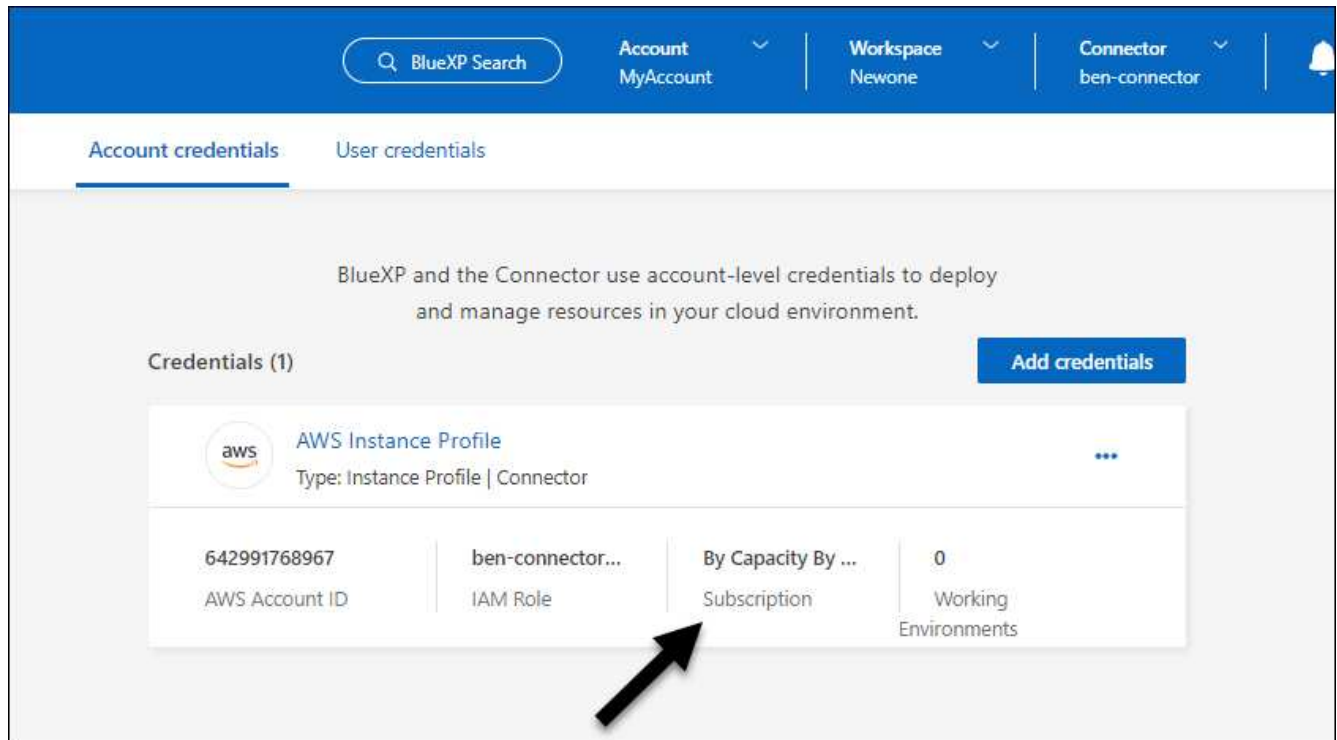 BlueXP Search
Account
MyAccount
Workspace
Newone
Connector
ben-connector
Account credentials
User credentials
BlueXP and the Connector use account-level credentials to deploy
and manage resources in your cloud environment.
Credentials (1)
Add credentials
aws
AWS Instance Profile
Type: Instance Profile | Connector
642991768967
AWS Account ID
ben-connector...
IAM Role
By Capacity By ...
Subscription
0
Working
Environments